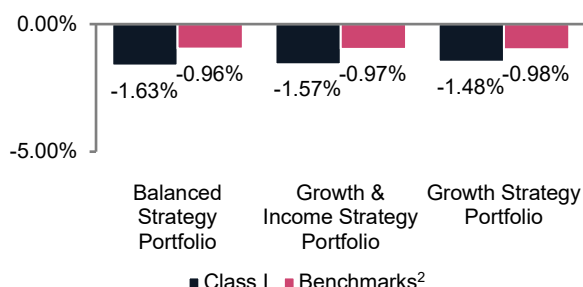 0.00%
-0.96%
-0.97%
-0.98%
-1.63%
-1.57%
-1.48%
-5.00%
Balanced
Strategy
Portfolio
Growth &
Income Strategy
Portfolio
Growth Strategy
Portfolio
Class I
Benchmarks²